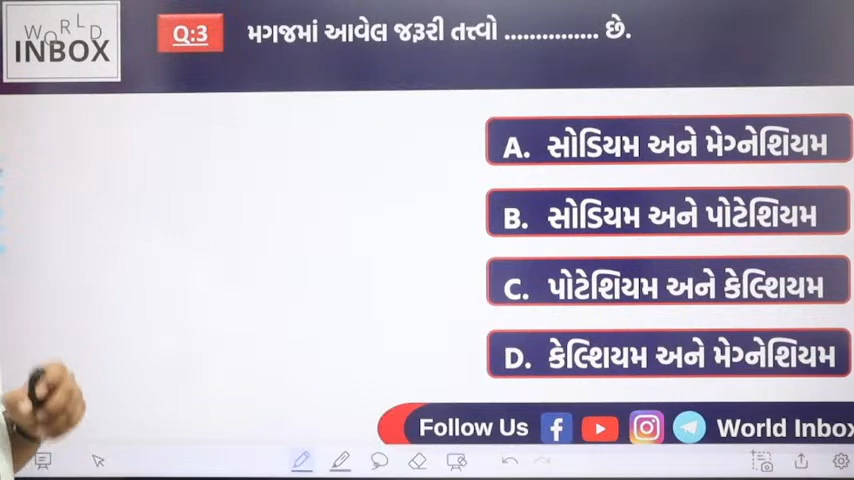 WORLD
INBOX
Q:3 મગજમાં આવેલ જરૂરી તત્ત્વો ............... છે.
A. સોડિયમ અને મેગ્નેશિયમ
B. સોડિયમ અને પોટેશિયમ
C. પોટેશિયમ અને કેલ્શિયમ
D. કેલ્શિયમ અને મેગ્નેશિયમ
Follow Us World Inbox